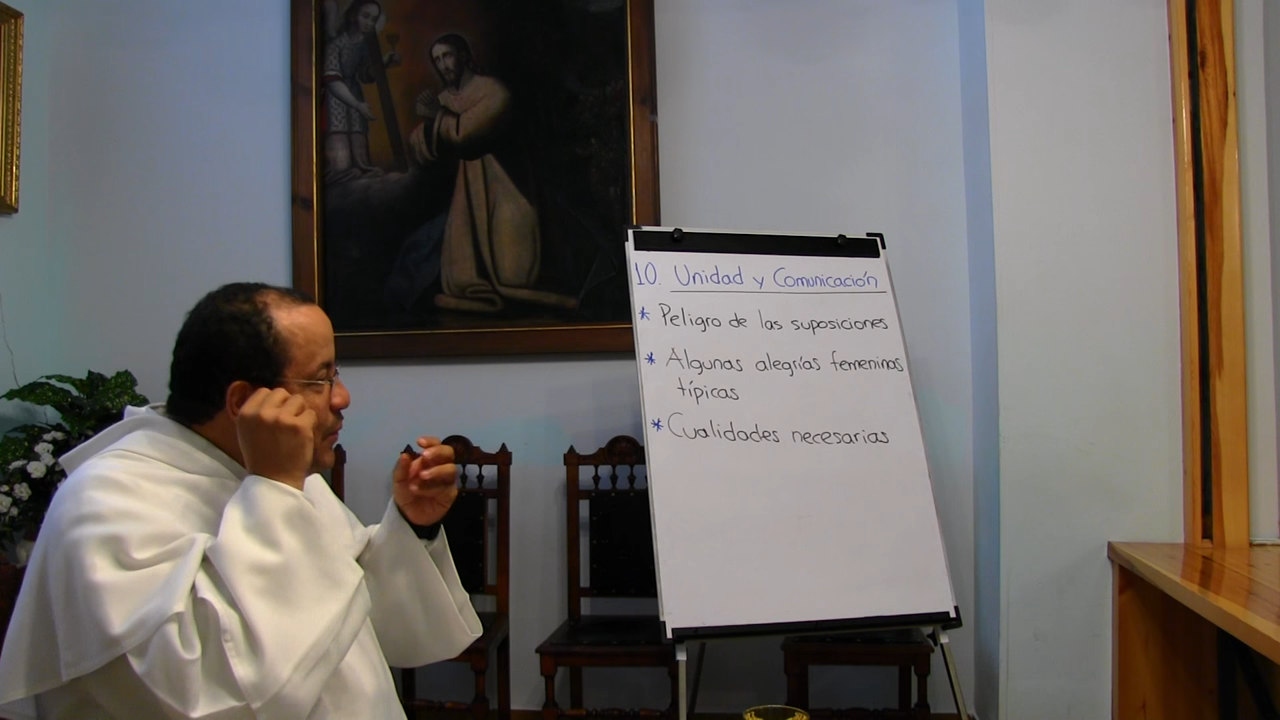 10. Unidad y Comunicación
* Peligro de las suposiciones
* Algunas alegrías femeninas
típicas
* Cualidades necesarias